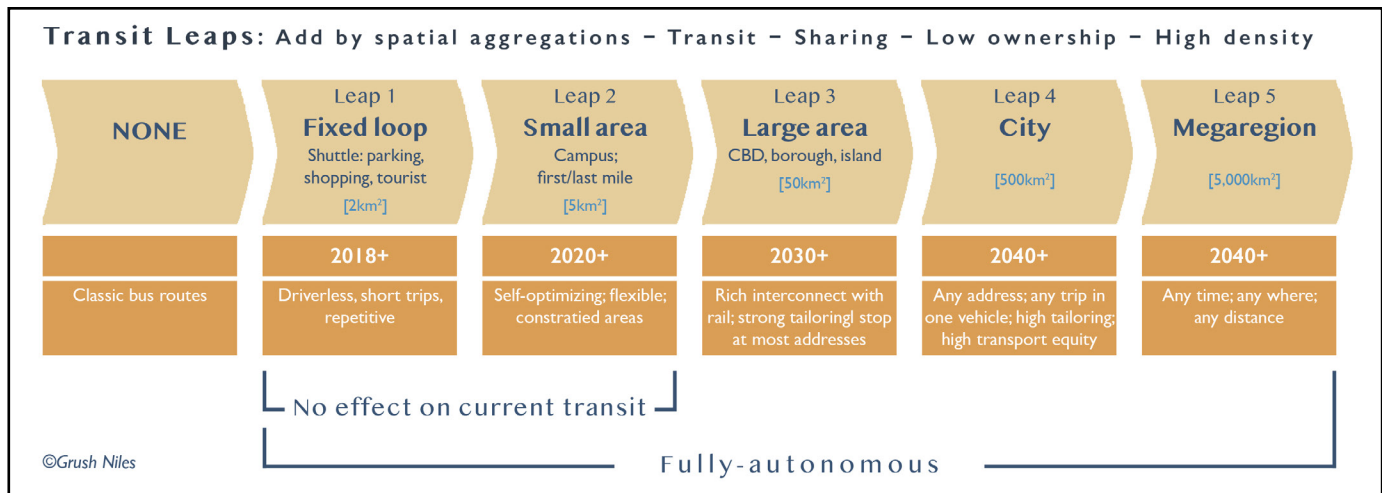 Transit Leaps: Add by spatial aggregations – Transit – Sharing – Low ownership – High density
NONE
Leap 1
Fixed loop
Shuttle: parking,
shopping, tourist
[2km²]
Leap 2
Small area
Campus;
first/last mile
[5km²]
Leap 3
Large area
CBD, borough, island
[50km²]
Leap 4
City
[500km²]
Leap 5
Megaregion
[5,000km²]
2018+
2020+
2030+
2040+
2040+
Classic bus routes
Driverless, short trips,
repetitive
Self-optimizing; flexible;
constratied areas
Rich interconnect with
rail; strong tailoringl stop
at most addresses
Any address; any trip in
one vehicle; high tailoring;
high transport equity
Any time; any where;
any distance
No effect on current transit
Fully-autonomous
©Grush Niles